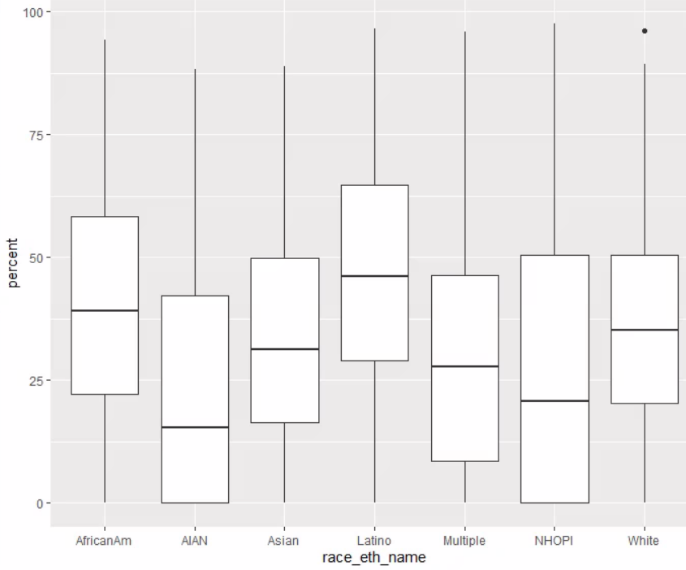 100
75
50
25
0
percent
AfricanAm AIAN Asian Latino Multiple NHOPI White
race_eth_name